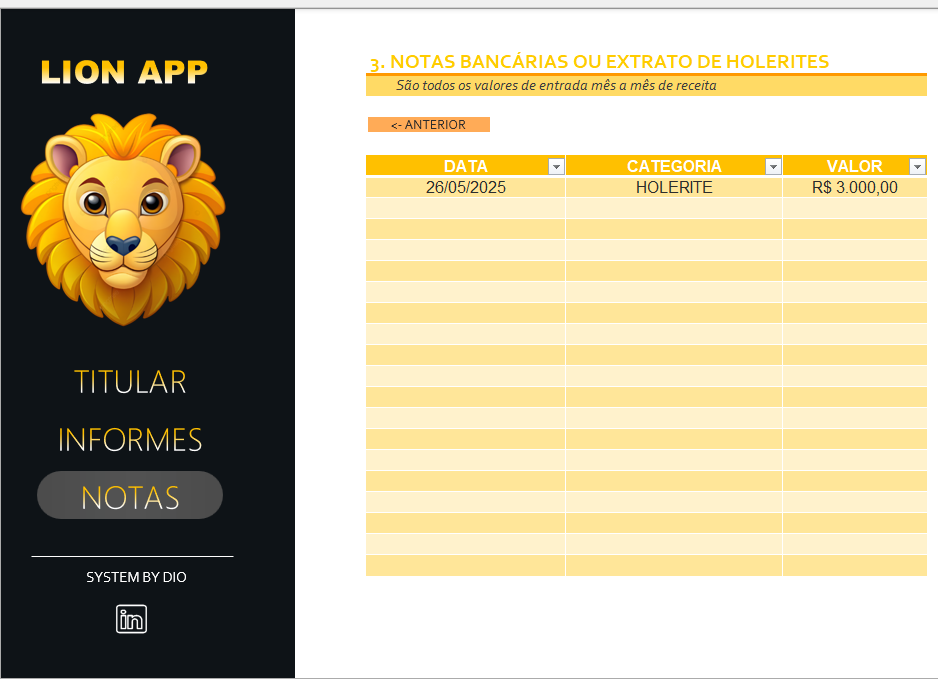 LION APP
TITULAR
INFORMES
NOTAS
SYSTEM BY DIO
in
3. NOTAS BANCÁRIAS OU EXTRATO DE HOLERITES
São todos os valores de entrada mês a mês de receita
<- ANTERIOR
DATA CATEGORIA VALOR
26/05/2025 HOLERITE R$ 3.000,00